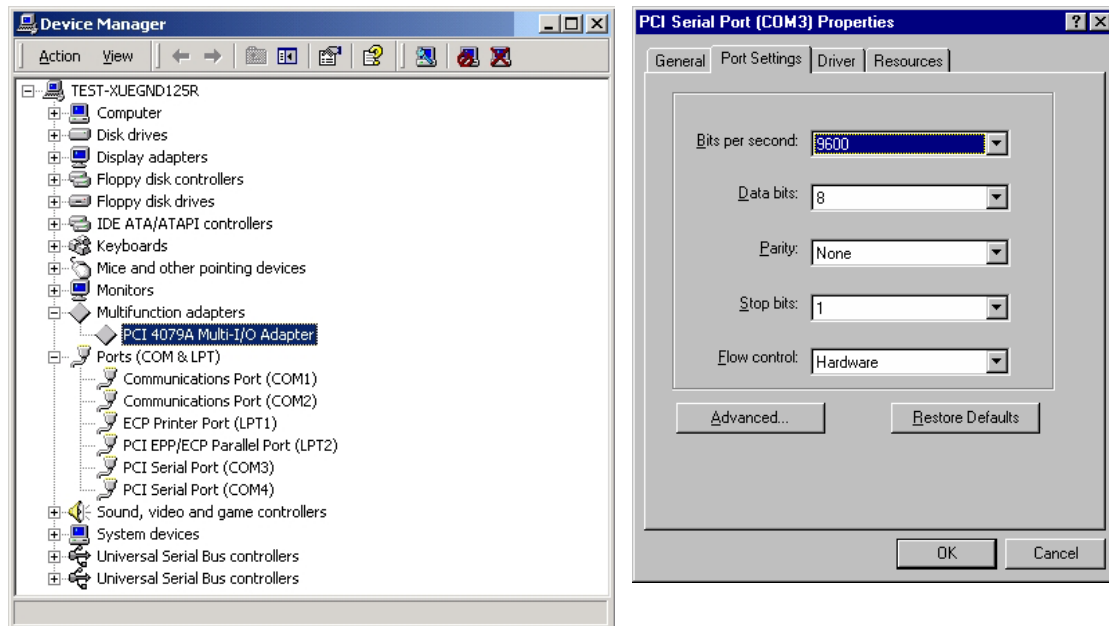 Device Manager
Action View
TEST-XUEGND125R
Computer
Disk drives
Display adapters
Floppy disk controllers
Floppy disk drives
IDE ATA/ATAPI controllers
Keyboards
Mice and other pointing devices
Monitors
Multifunction adapters
PCI 4079A Multi-I/O Adapter
Ports (COM & LPT)
Communications Port (COM1)
Communications Port (COM2)
ECP Printer Port (LPT1)
PCI EPP/ECP Parallel Port (LPT2)
PCI Serial Port (COM3)
PCI Serial Port (COM4)
Sound, video and game controllers
System devices
Universal Serial Bus controllers
Universal Serial Bus controllers
PCI Serial Port (COM3) Properties
General Port Settings Driver Resources
Bits per second: 9600
Data bits: 8
Parity: None
Stop bits: 1
Flow control: Hardware
Advanced... Restore Defaults
OK Cancel